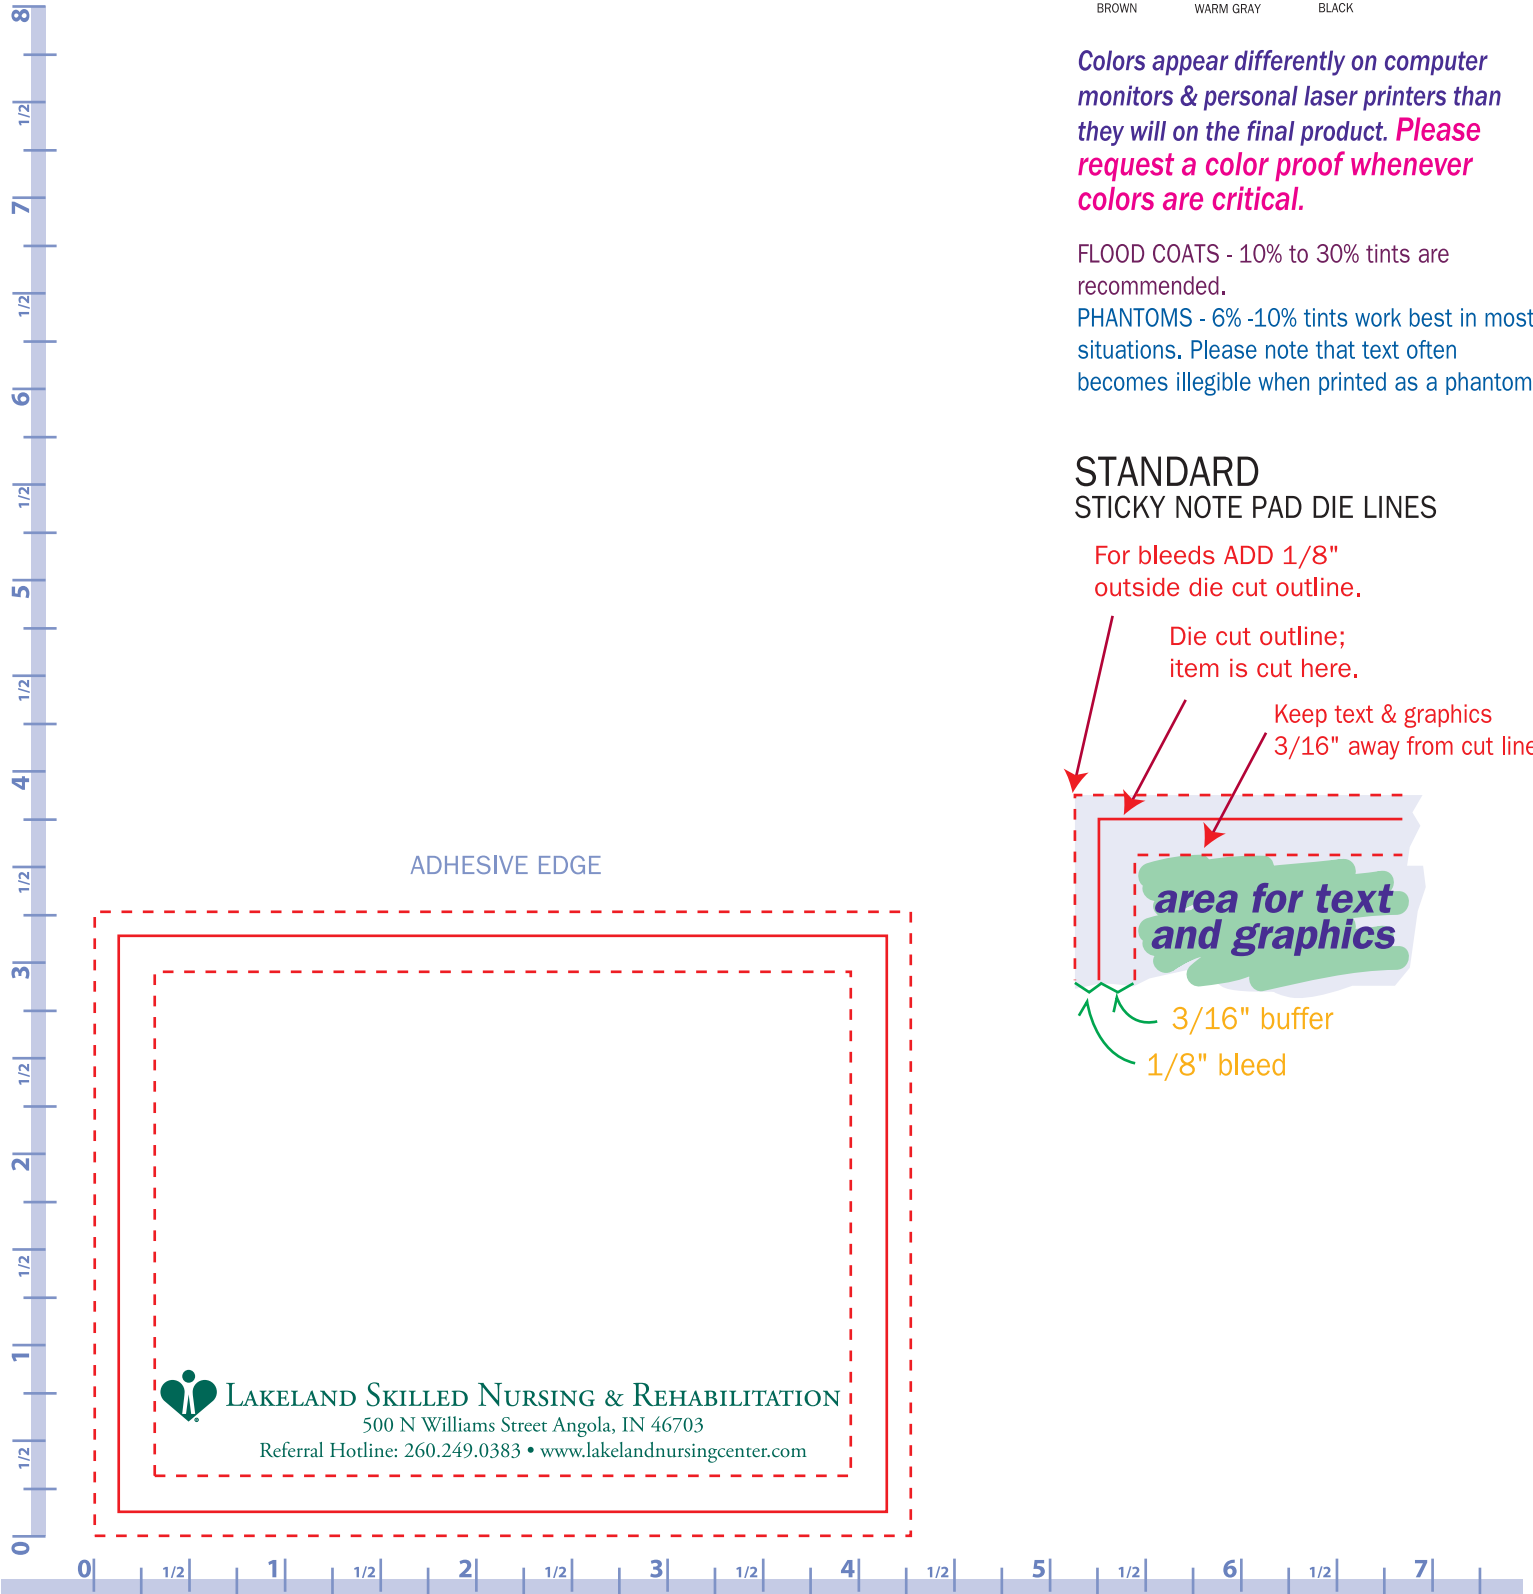 BROWN WARM GRAY BLACK
Colors appear differently on computer
monitors & personal laser printers than
they will on the final product. Please
request a color proof whenever
colors are critical.
FLOOD COATS - 10% to 30% tints are
recommended.
PHANTOMS - 6% -10% tints work best in most
situations. Please note that text often
becomes illegible when printed as a phantom
STANDARD
STICKY NOTE PAD DIE LINES
For bleeds ADD 1/8"
outside die cut outline.
Die cut outline;
item is cut here.
Keep text & graphics
3/16" away from cut line
area for text
and graphics
3/16" buffer
1/8" bleed
ADHESIVE EDGE
LAKELAND SKILLED NURSING & REHABILITATION
500 N Williams Street Angola, IN 46703
Referral Hotline: 260.249.0383 • www.lakelandnursingcenter.com
8
1/2
7
1/2
6
1/2
5
1/2
4
1/2
3
1/2
2
1/2
1
1/2
0
0 1/2 1 1/2 2 1/2 3 1/2 4 1/2 5 1/2 6 1/2 7